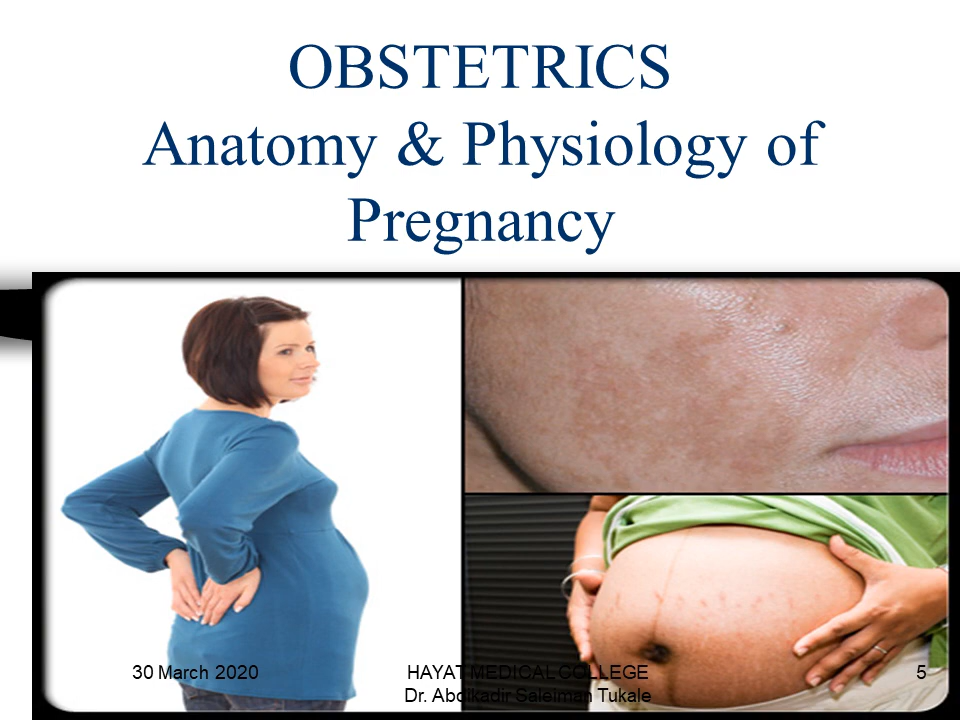 OBSTETRICS
Anatomy & Physiology of
Pregnancy
30 March 2020
HAYAT MEDICAL COLLEGE
Dr. Abdikadir Saleiman Tukale
5